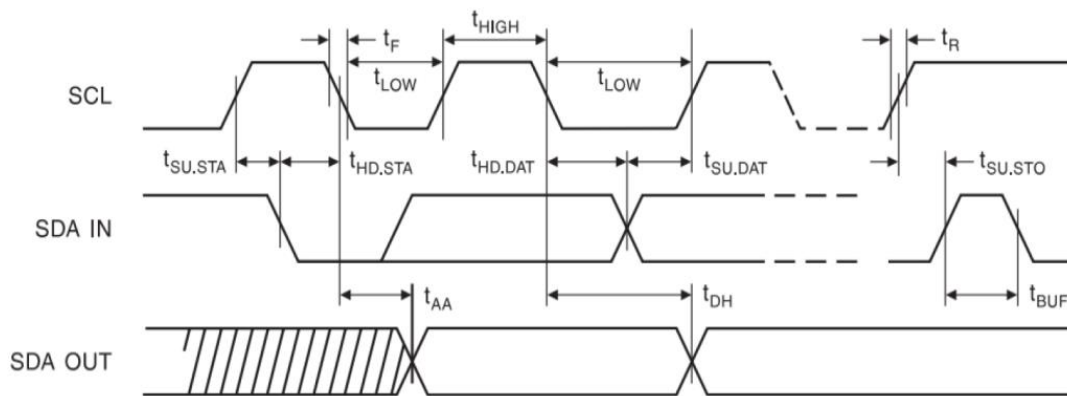 tF
tHIGH
tR
SCL
tLOW
tLOW
tSU.STA
tHD.STA
tHD.DAT
tSU.DAT
tSU.STO
SDA IN
tAA
tDH
tBUF
SDA OUT